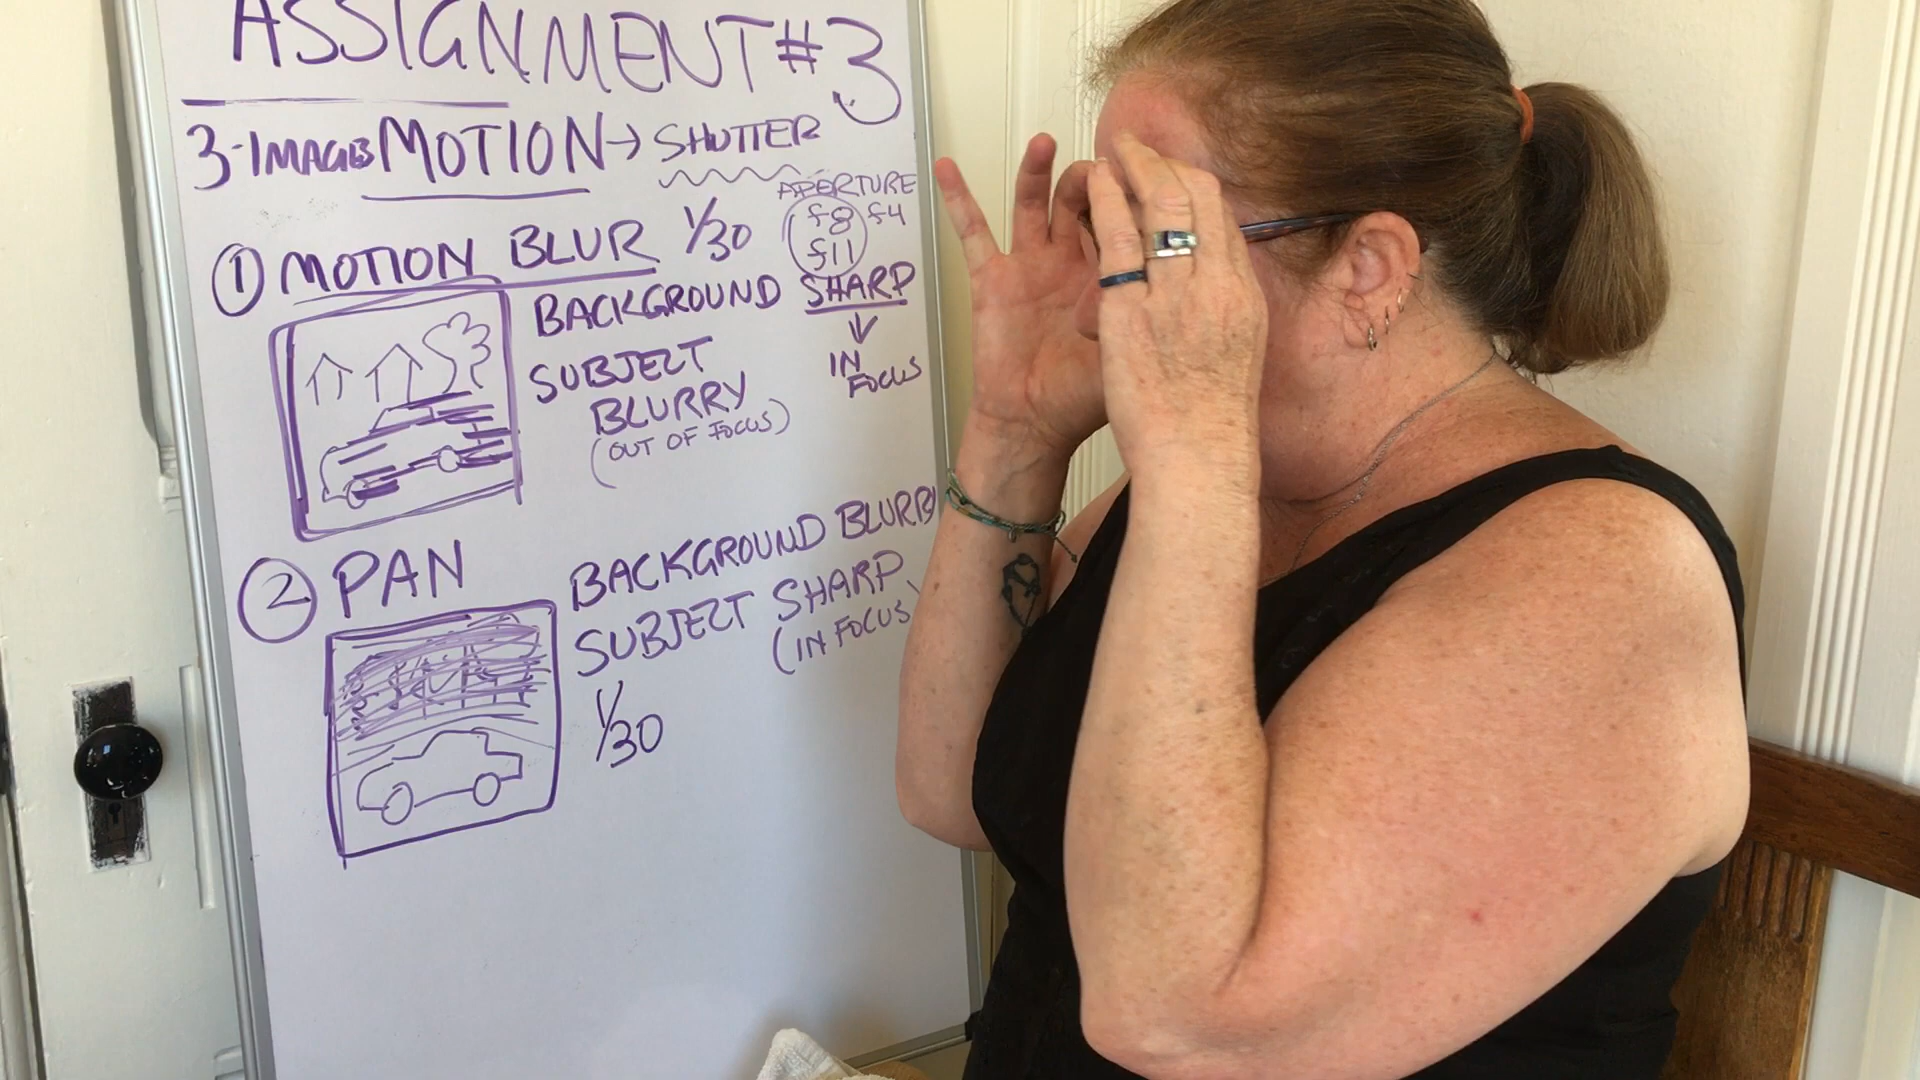 ASSIGNMENT #3
3-IMAGES MOTION → SHUTTER
APERTURE
① MOTION BLUR 1/30 f8 f4
f11
BACKGROUND SHARP
↓
SUBJECT IN
BLURRY FOCUS
(OUT OF FOCUS)
② PAN BACKGROUND BLURRY
SUBJECT SHARP
(IN FOCUS)
1/30